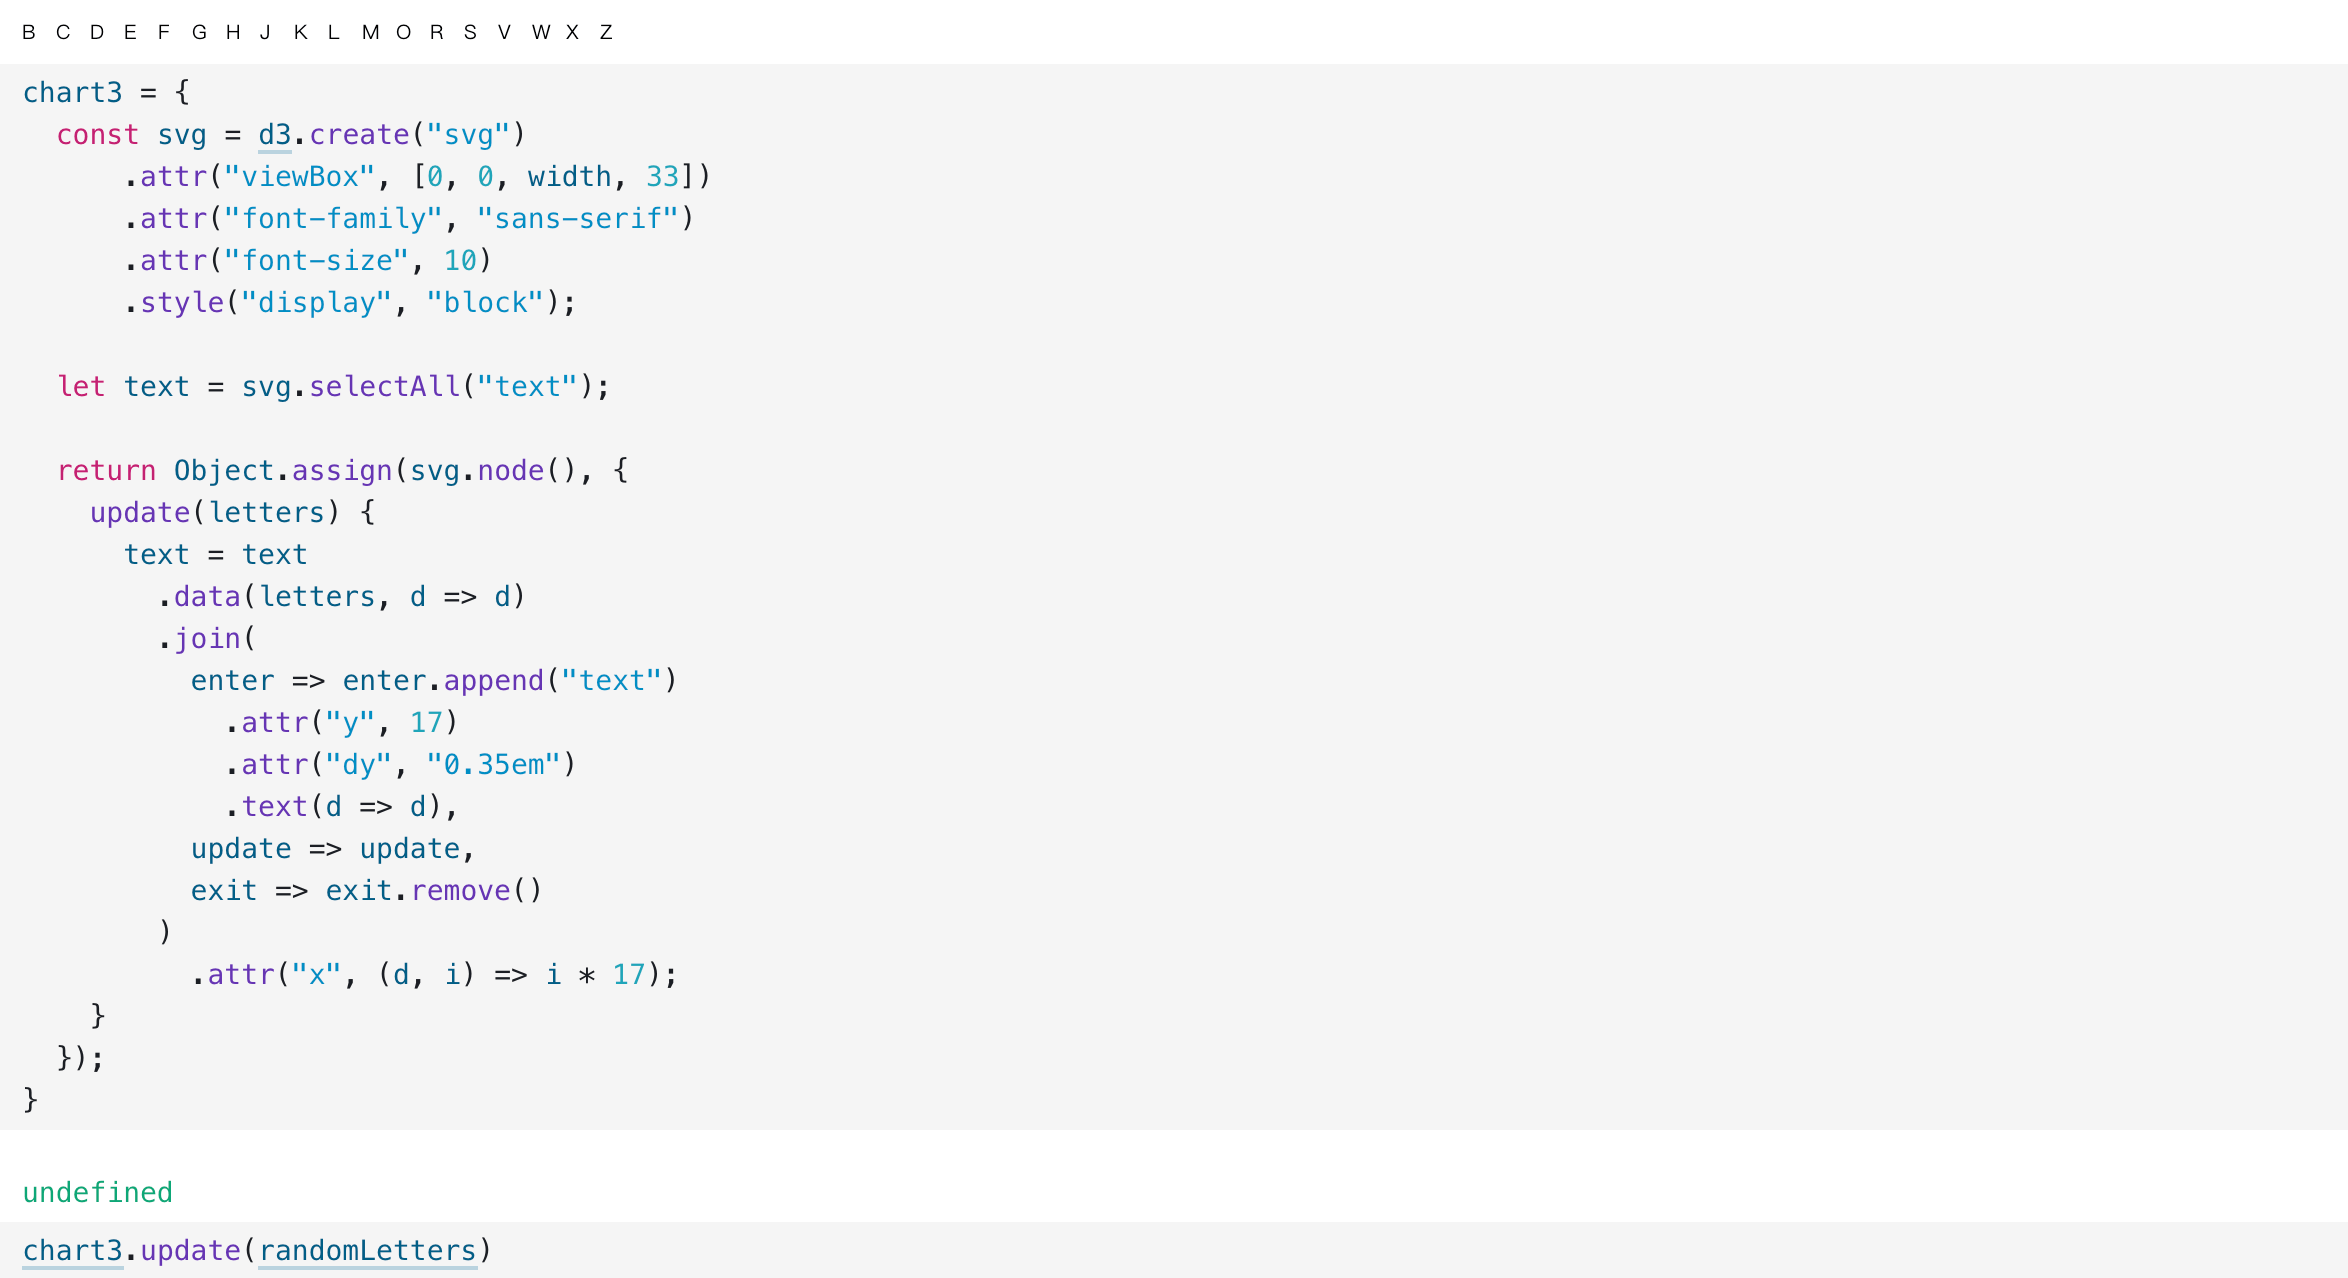 B C D E F G H J K L M O R S V W X Z
chart3 = {
  const svg = d3.create("svg")
      .attr("viewBox", [0, 0, width, 33])
      .attr("font-family", "sans-serif")
      .attr("font-size", 10)
      .style("display", "block");

  let text = svg.selectAll("text");

  return Object.assign(svg.node(), {
    update(letters) {
      text = text
        .data(letters, d => d)
        .join(
          enter => enter.append("text")
            .attr("y", 17)
            .attr("dy", "0.35em")
            .text(d => d),
          update => update,
          exit => exit.remove()
        )
          .attr("x", (d, i) => i * 17);
    }
  });
}
undefined
chart3.update(randomLetters)